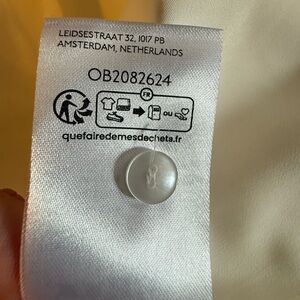 LEIDSESTRAAT 32, 1017 PB
AMSTERDAM, NETHERLANDS
OB2082624
FR
OU
quefairedemesdechets.fr